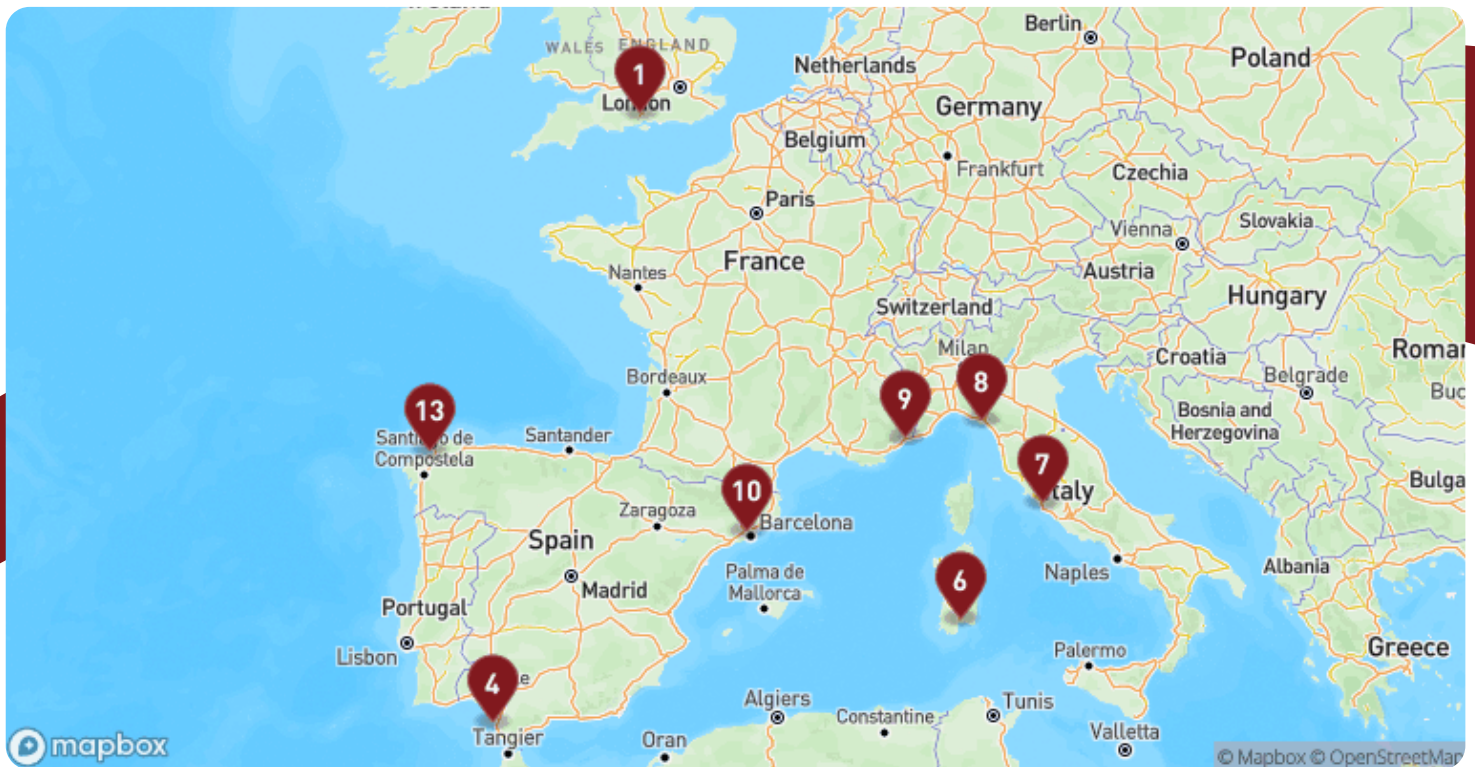 WALES ENGLAND
1
London
Netherlands
Berlin
Poland
Germany
Belgium
Frankfurt
Czechia
Paris
Slovakia
Vienna
France
Nantes
Austria
Switzerland
Hungary
Milan
Croatia
Romar
Belgrade
Buc
Bordeaux
8
9
13
Bosnia and
Herzegovina
Santiago de
Compostela
Santander
7
Italy
Bulga
10
Zaragoza
Barcelona
Spain
Albania
Naples
Palma de
Mallorca
6
Madrid
Portugal
Lisbon
Greece
Palermo
4
e
Algiers
Tunis
Constantine
Tangier
Oran
Valletta
mapbox
© Mapbox © OpenStreetMap